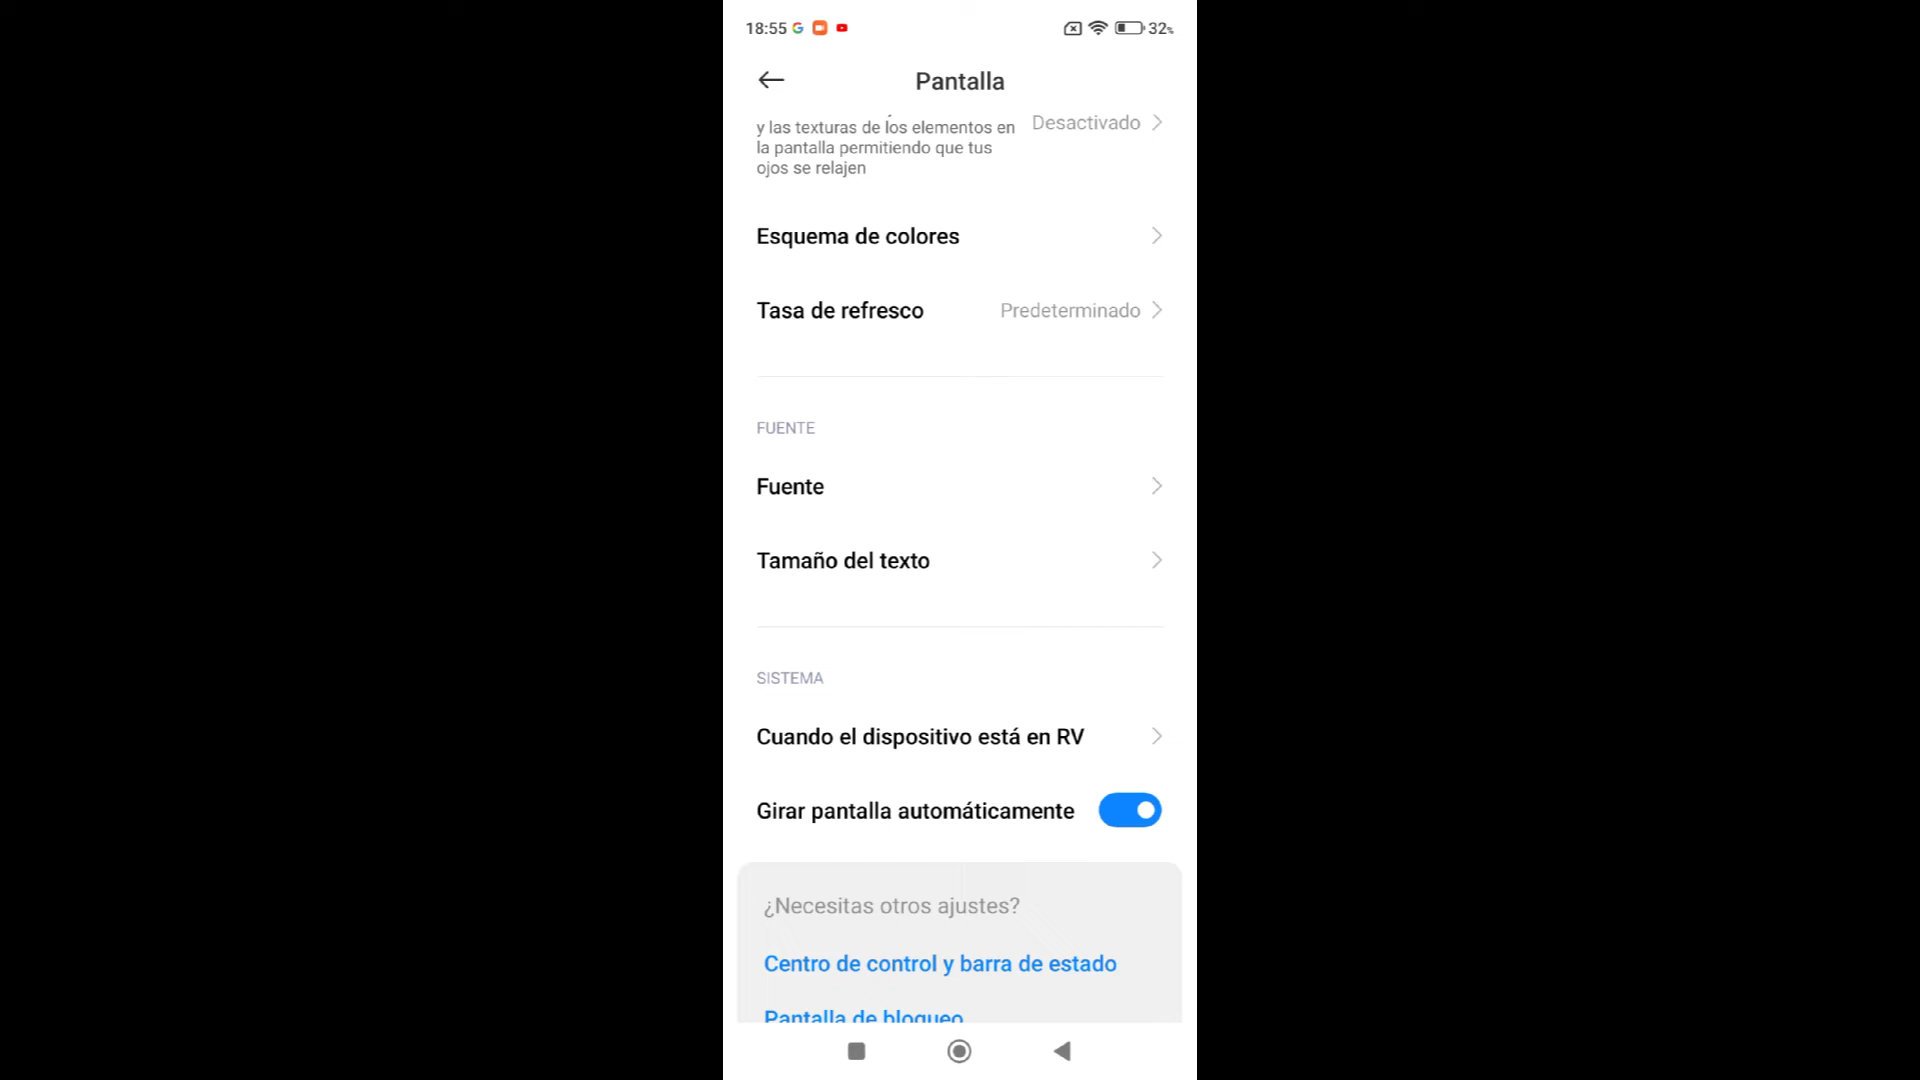 18:55
32%
Pantalla
y las texturas de los elementos en
la pantalla permitiendo que tus
ojos se relajen
Desactivado
Esquema de colores
Tasa de refresco
Predeterminado
FUENTE
Fuente
Tamaño del texto
SISTEMA
Cuando el dispositivo está en RV
Girar pantalla automáticamente
¿Necesitas otros ajustes?
Centro de control y barra de estado
Pantalla de bloqueo